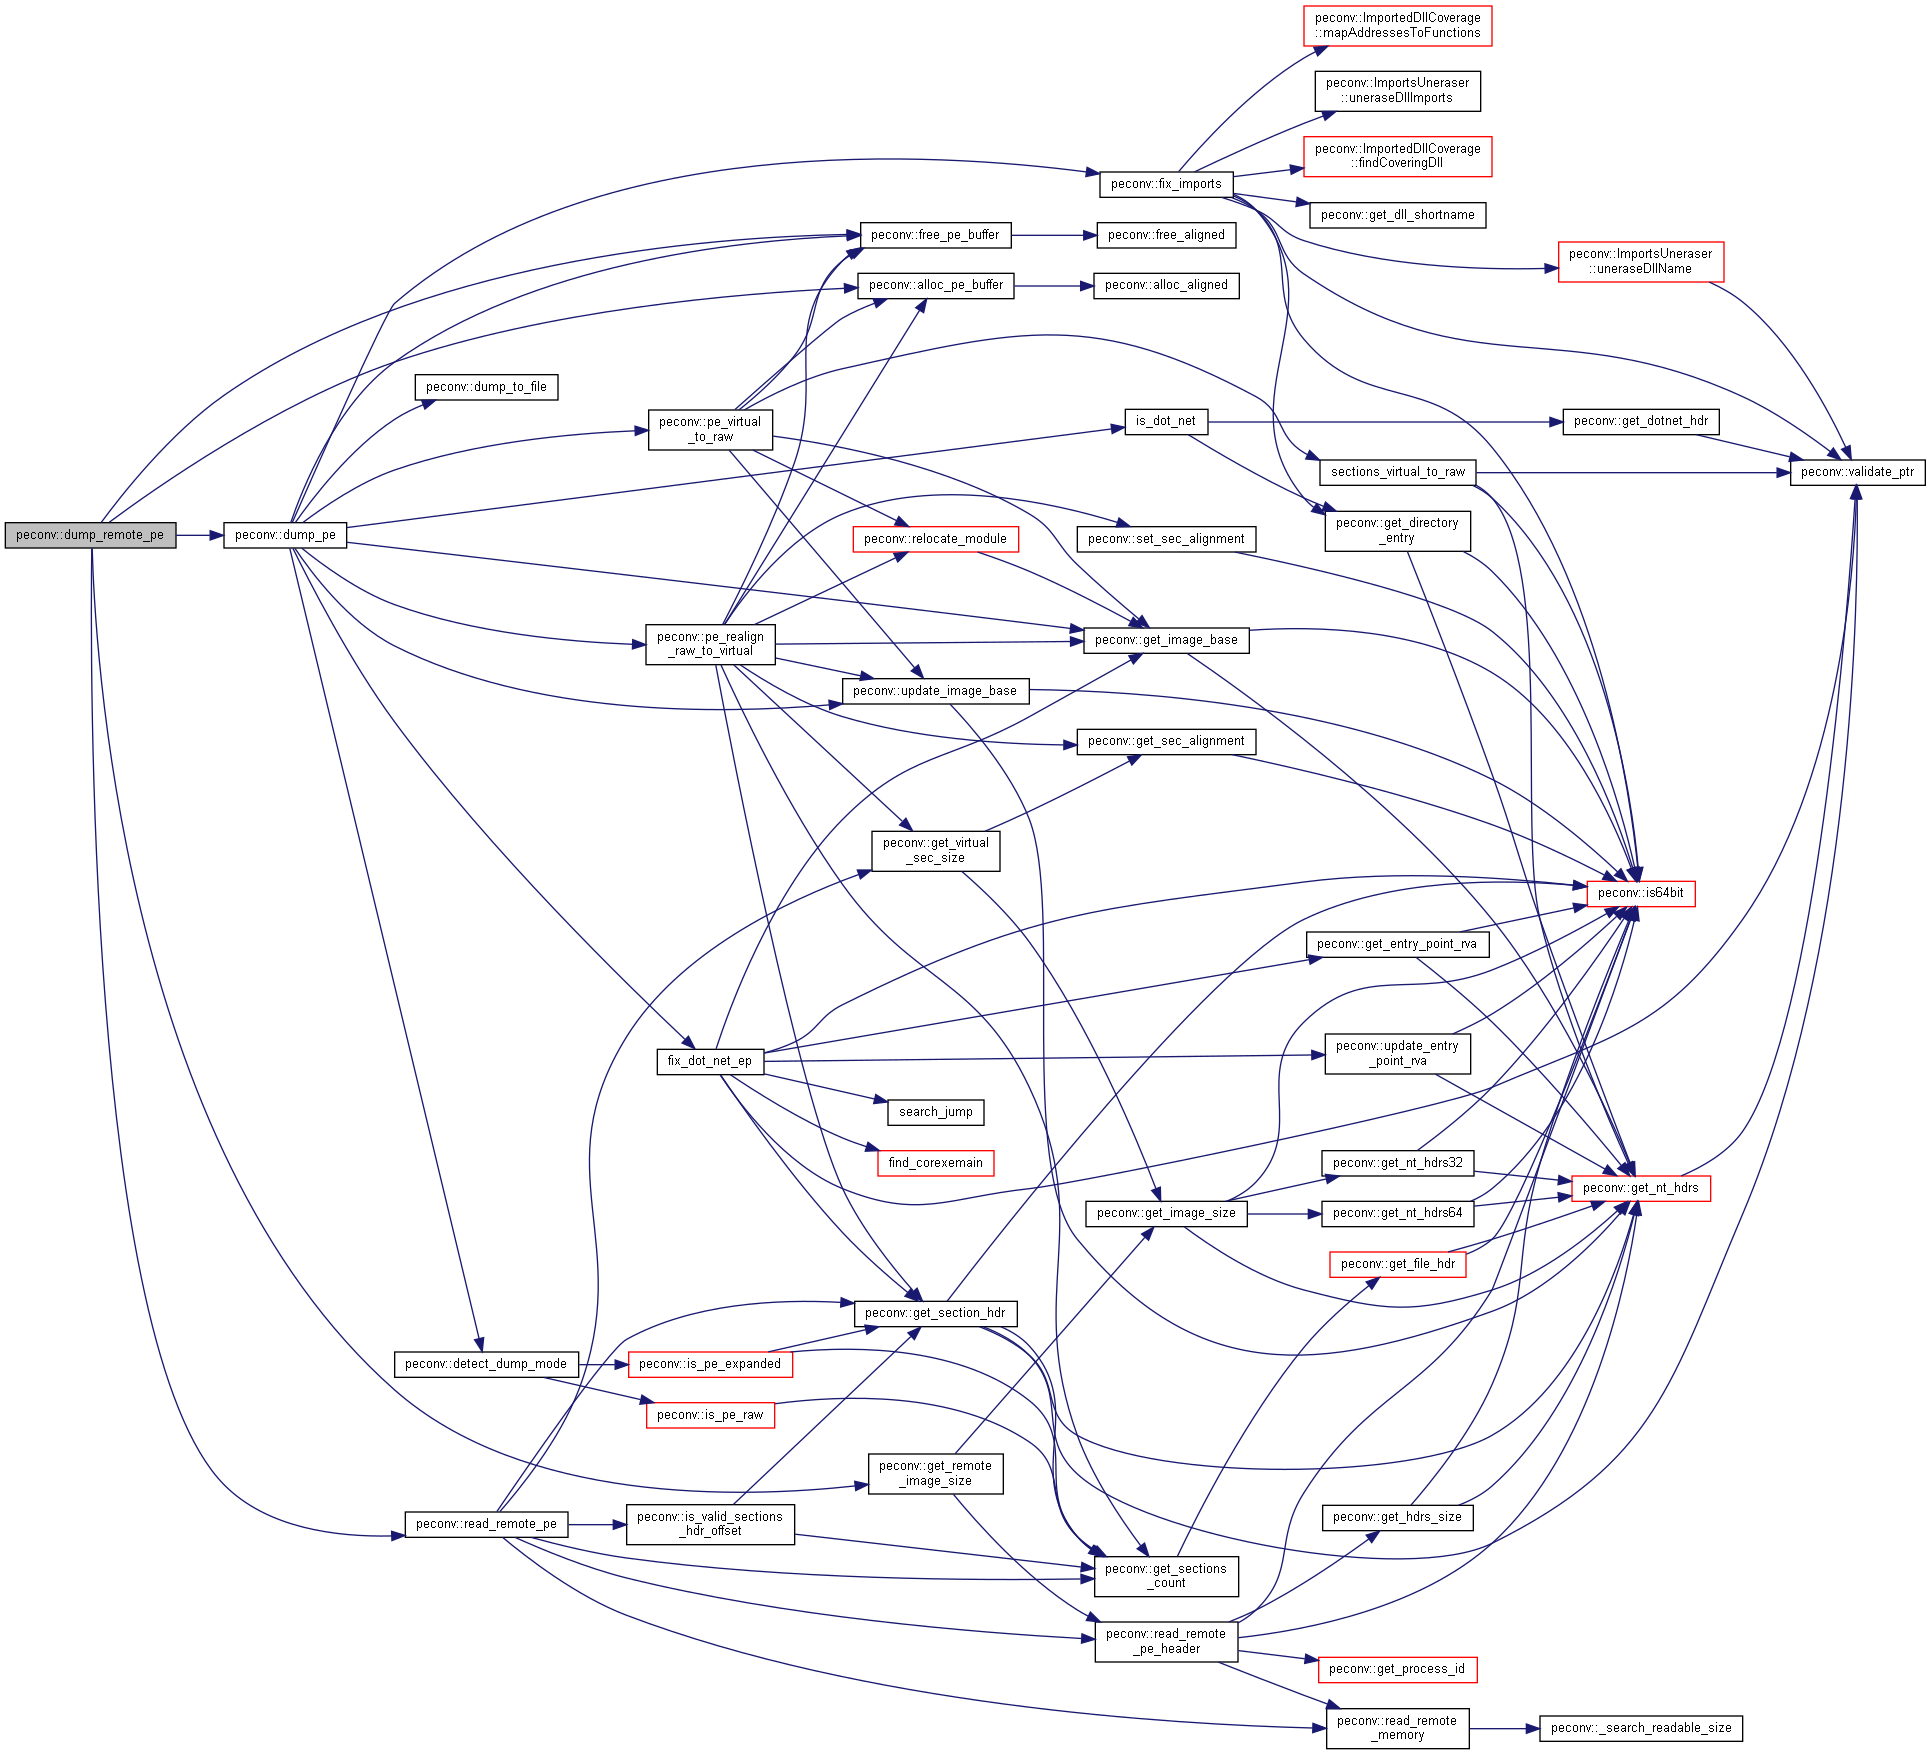 peconv::ImportedDllCoverage
::mapAddressesToFunctions
peconv::ImportsUneraser
::uneraseDllImports
peconv::ImportedDllCoverage
::findCoveringDll
peconv::fix_imports
peconv::get_dll_shortname
peconv::free_pe_buffer
peconv::free_aligned
peconv::ImportsUneraser
::uneraseDllName
peconv::alloc_pe_buffer
peconv::alloc_aligned
peconv::dump_to_file
peconv::pe_virtual
_to_raw
is_dot_net
peconv::get_dotnet_hdr
sections_virtual_to_raw
peconv::validate_ptr
peconv::dump_remote_pe
peconv::dump_pe
peconv::relocate_module
peconv::set_sec_alignment
peconv::get_directory
_entry
peconv::pe_realign
_raw_to_virtual
peconv::get_image_base
peconv::update_image_base
peconv::get_sec_alignment
peconv::get_virtual
_sec_size
peconv::is64bit
peconv::get_entry_point_rva
fix_dot_net_ep
peconv::update_entry
_point_rva
search_jump
find_corexemain
peconv::get_nt_hdrs32
peconv::get_nt_hdrs
peconv::get_image_size
peconv::get_nt_hdrs64
peconv::get_file_hdr
peconv::get_section_hdr
peconv::detect_dump_mode
peconv::is_pe_expanded
peconv::is_pe_raw
peconv::get_remote
_image_size
peconv::read_remote_pe
peconv::is_valid_sections
_hdr_offset
peconv::get_hdrs_size
peconv::get_sections
_count
peconv::read_remote
_pe_header
peconv::get_process_id
peconv::read_remote
_memory
peconv::_search_readable_size